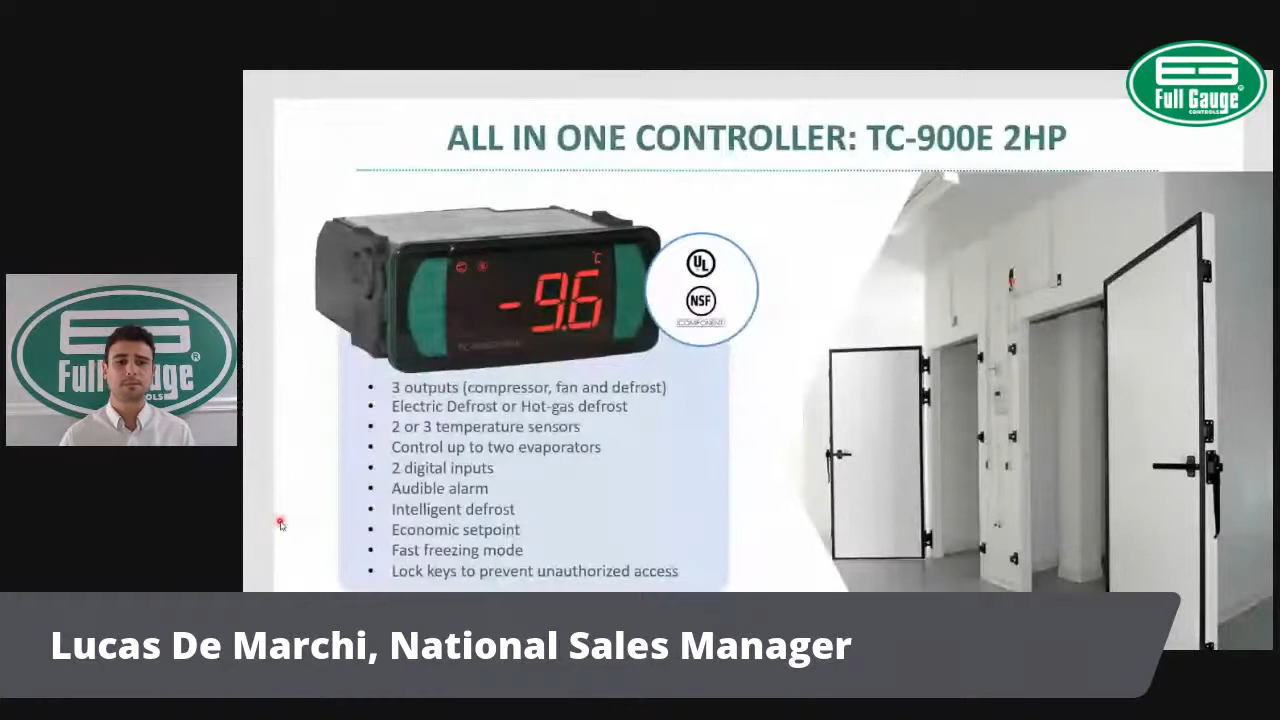 Full Gauge
CONTROLS
ALL IN ONE CONTROLLER: TC-900E 2HP
°C
-9.6
UL
NSF
COMPONENT
Full Gauge
• 3 outputs (compressor, fan and defrost)
• Electric Defrost or Hot-gas defrost
• 2 or 3 temperature sensors
• Control up to two evaporators
• 2 digital inputs
• Audible alarm
• Intelligent defrost
• Economic setpoint
• Fast freezing mode
• Lock keys to prevent unauthorized access
Lucas De Marchi, National Sales Manager